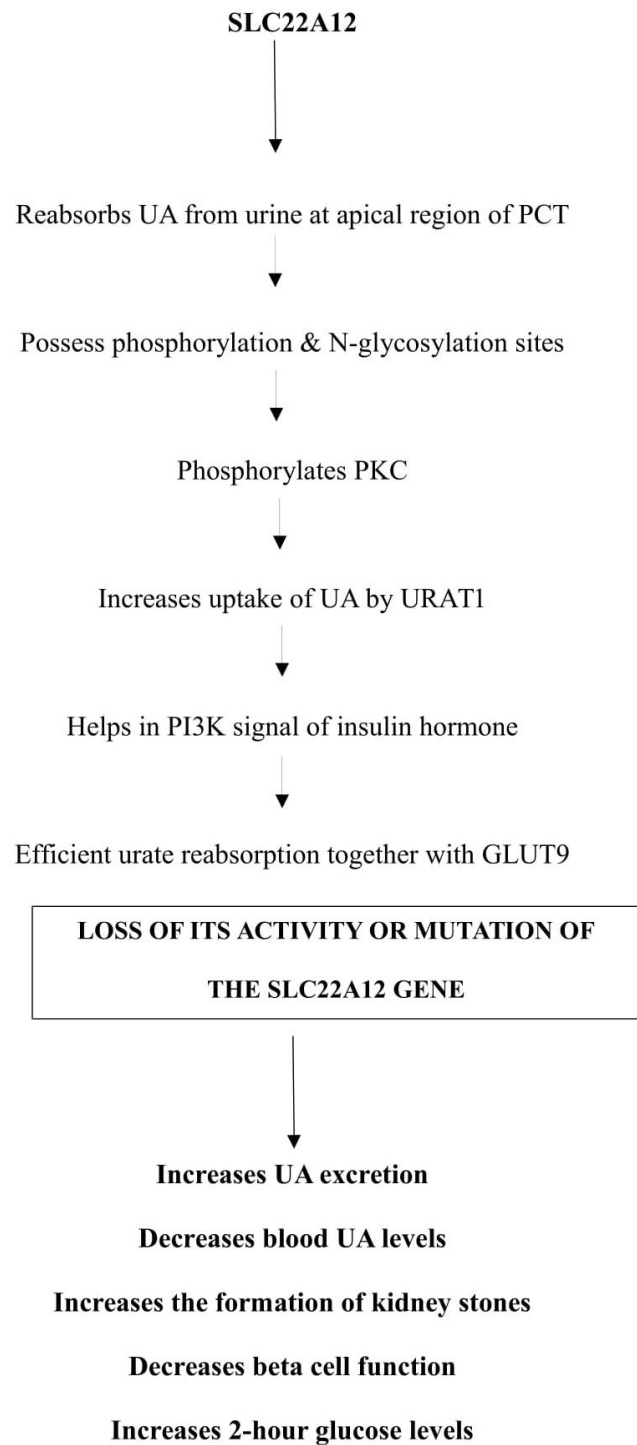 SLC22A12
Reabsorbs UA from urine at apical region of PCT
Possess phosphorylation & N-glycosylation sites
Phosphorylates PKC
Increases uptake of UA by URAT1
Helps in PI3K signal of insulin hormone
Efficient urate reabsorption together with GLUT9
LOSS OF ITS ACTIVITY OR MUTATION OF
THE SLC22A12 GENE
Increases UA excretion
Decreases blood UA levels
Increases the formation of kidney stones
Decreases beta cell function
Increases 2-hour glucose levels